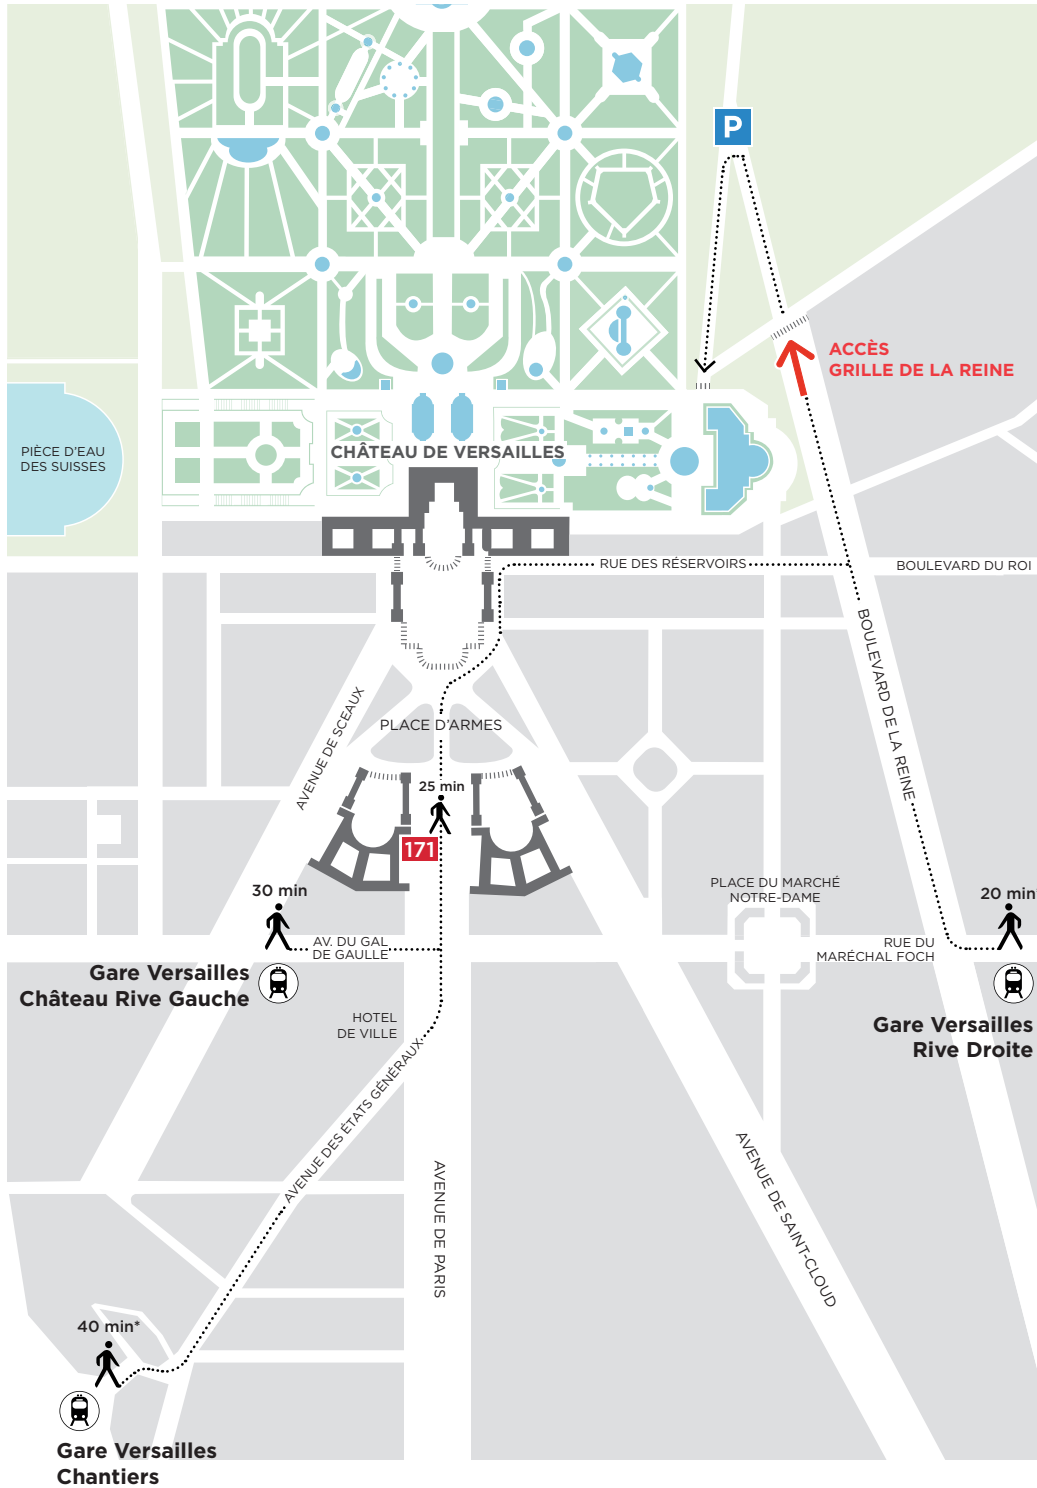 P
ACCÈS
GRILLE DE LA REINE
PIÈCE D'EAU
DES SUISSES
CHÂTEAU DE VERSAILLES
RUE DES RÉSERVOIRS
BOULEVARD DU ROI
BOULEVARD DE LA REINE
AVENUE DE SCEAUX
PLACE D'ARMES
25 min
171
30 min
PLACE DU MARCHÉ
NOTRE-DAME
20 min*
AV. DU GAL
DE GAULLE
RUE DU
MARÉCHAL FOCH
Gare Versailles
Château Rive Gauche
HOTEL
DE VILLE
Gare Versailles
Rive Droite
AVENUE DES ÉTATS GÉNÉRAUX
AVENUE DE PARIS
AVENUE DE SAINT-CLOUD
40 min*
Gare Versailles
Chantiers